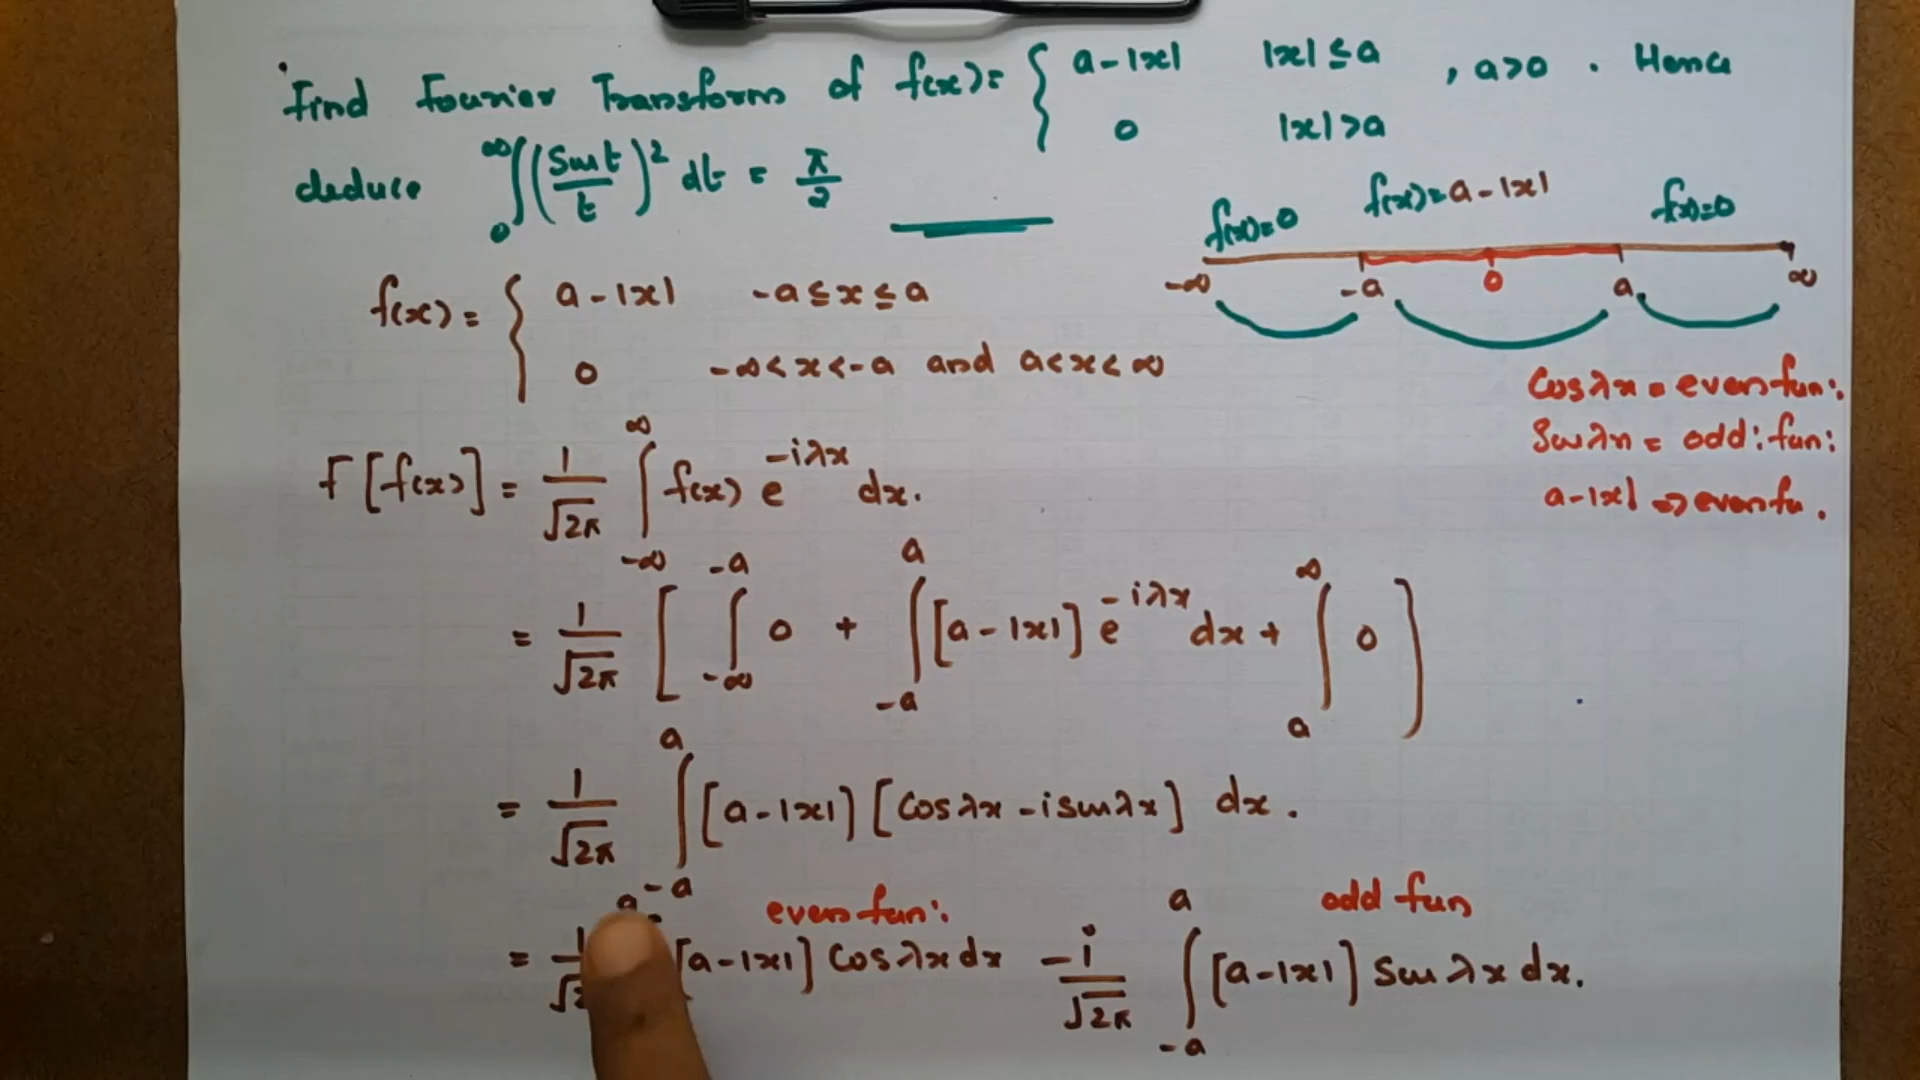 Find Fourier Transform of f(x) = { a-|x| |x| ≤ a , a>0 . Hence
0 |x| > a
deduce ∫_0^∞ (Sin t / t)^2 dt = π/2
f(x)=0 f(x)=a-|x| f(x)=0
-∞ -a 0 a ∞
f(x) = { a-|x| -a ≤ x ≤ a
0 -∞ < x < -a and a < x < ∞
Cos λx = even fun:
Sin λx = odd: fun:
a-|x| ⇒ even fu.
F[f(x)] = 1/√2π ∫_{-∞}^{∞} f(x) e^{-iλx} dx.
= 1/√2π [ ∫_{-∞}^{-a} 0 + ∫_{-a}^{a} [a-|x|] e^{-iλx} dx + ∫_a^∞ 0 ]
= 1/√2π ∫_{-a}^{a} [a-|x|] [Cos λx - i sin λx] dx.
even fun: odd fun
[a-|x|] Cos λx dx -i/√2π ∫_{-a}^{a} [a-|x|] Sin λx dx.